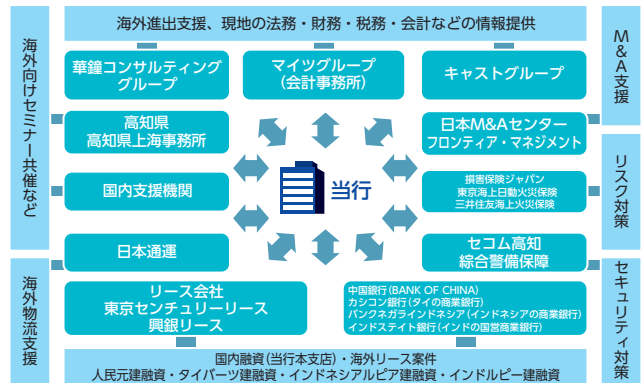 海外進出支援、現地の法務・財務・税務・会計などの情報提供
海外向けセミナー共催など
M&A支援
華鐘コンサルティング
グループ
マイツグループ
(会計事務所)
キャストグループ
高知県
高知県上海事務所
日本M&Aセンター
フロンティア・マネジメント
国内支援機関
当行
損害保険ジャパン
東京海上日動火災保険
三井住友海上火災保険
リスク対策
日本通運
セコム高知
綜合警備保障
海外物流支援
リース会社
東京センチュリーリース
興銀リース
中国銀行(BANK OF CHINA)
カシコン銀行(タイの商業銀行)
バンクネガラインドネシア(インドネシアの商業銀行)
インドステイト銀行(インドの国営商業銀行)
セキュリティ対策
国内融資(当行本支店)・海外リース案件
人民元建融資・タイバーツ建融資・インドネシアルピア建融資・インドルピー建融資